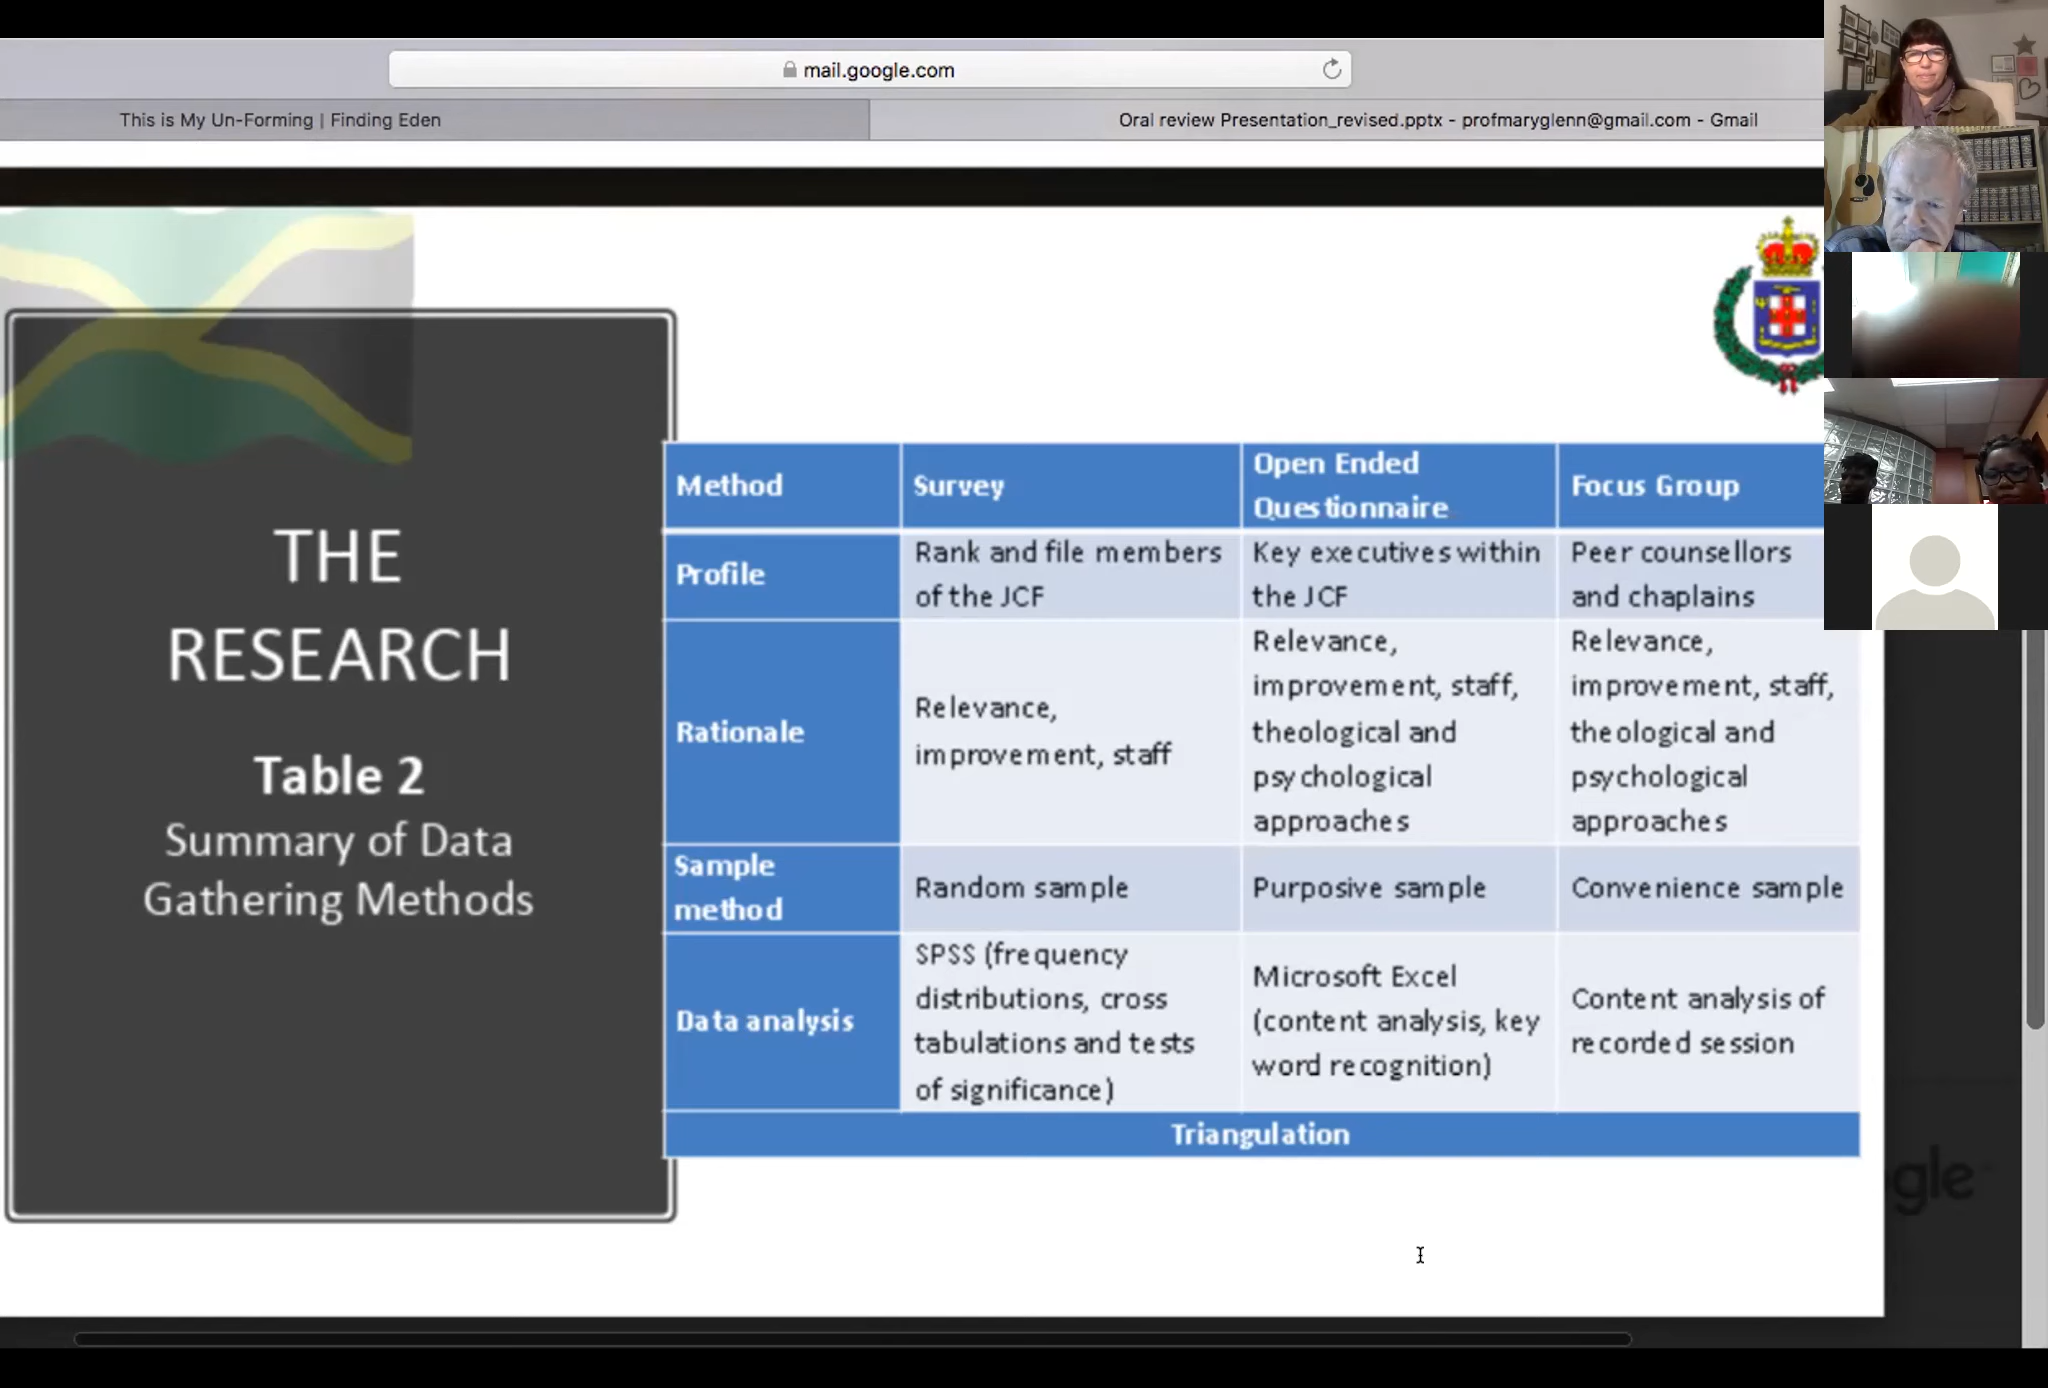 mail.google.com
This is My Un-Forming | Finding Eden
Oral review Presentation_revised.pptx - profmaryglenn@gmail.com - Gmail
THE
RESEARCH
Table 2
Summary of Data
Gathering Methods
Method
Survey
Open Ended
Questionnaire
Focus Group
Profile
Rank and file members
of the JCF
Key executives within
the JCF
Peer counsellors
and chaplains
Rationale
Relevance,
improvement, staff
Relevance,
improvement, staff,
theological and
psychological
approaches
Relevance,
improvement, staff,
theological and
psychological
approaches
Sample
method
Random sample
Purposive sample
Convenience sample
Data analysis
SPSS (frequency
distributions, cross
tabulations and tests
of significance)
Microsoft Excel
(content analysis, key
word recognition)
Content analysis of
recorded session
Triangulation
gle